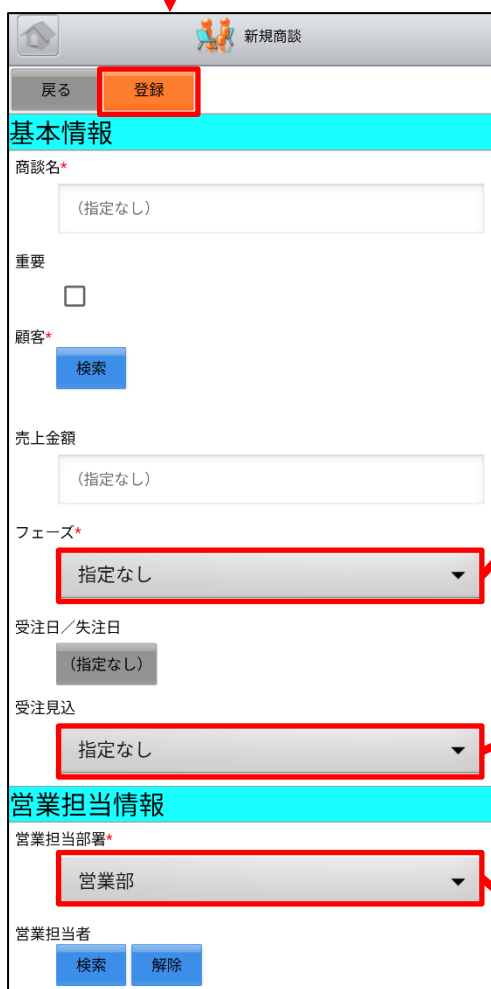 新規商談
戻る 登録
基本情報
商談名*
(指定なし)
重要
顧客*
検索
売上金額
(指定なし)
フェーズ*
指定なし
受注日／失注日
(指定なし)
受注見込
指定なし
営業担当情報
営業担当部署*
営業部
営業担当者
検索 解除